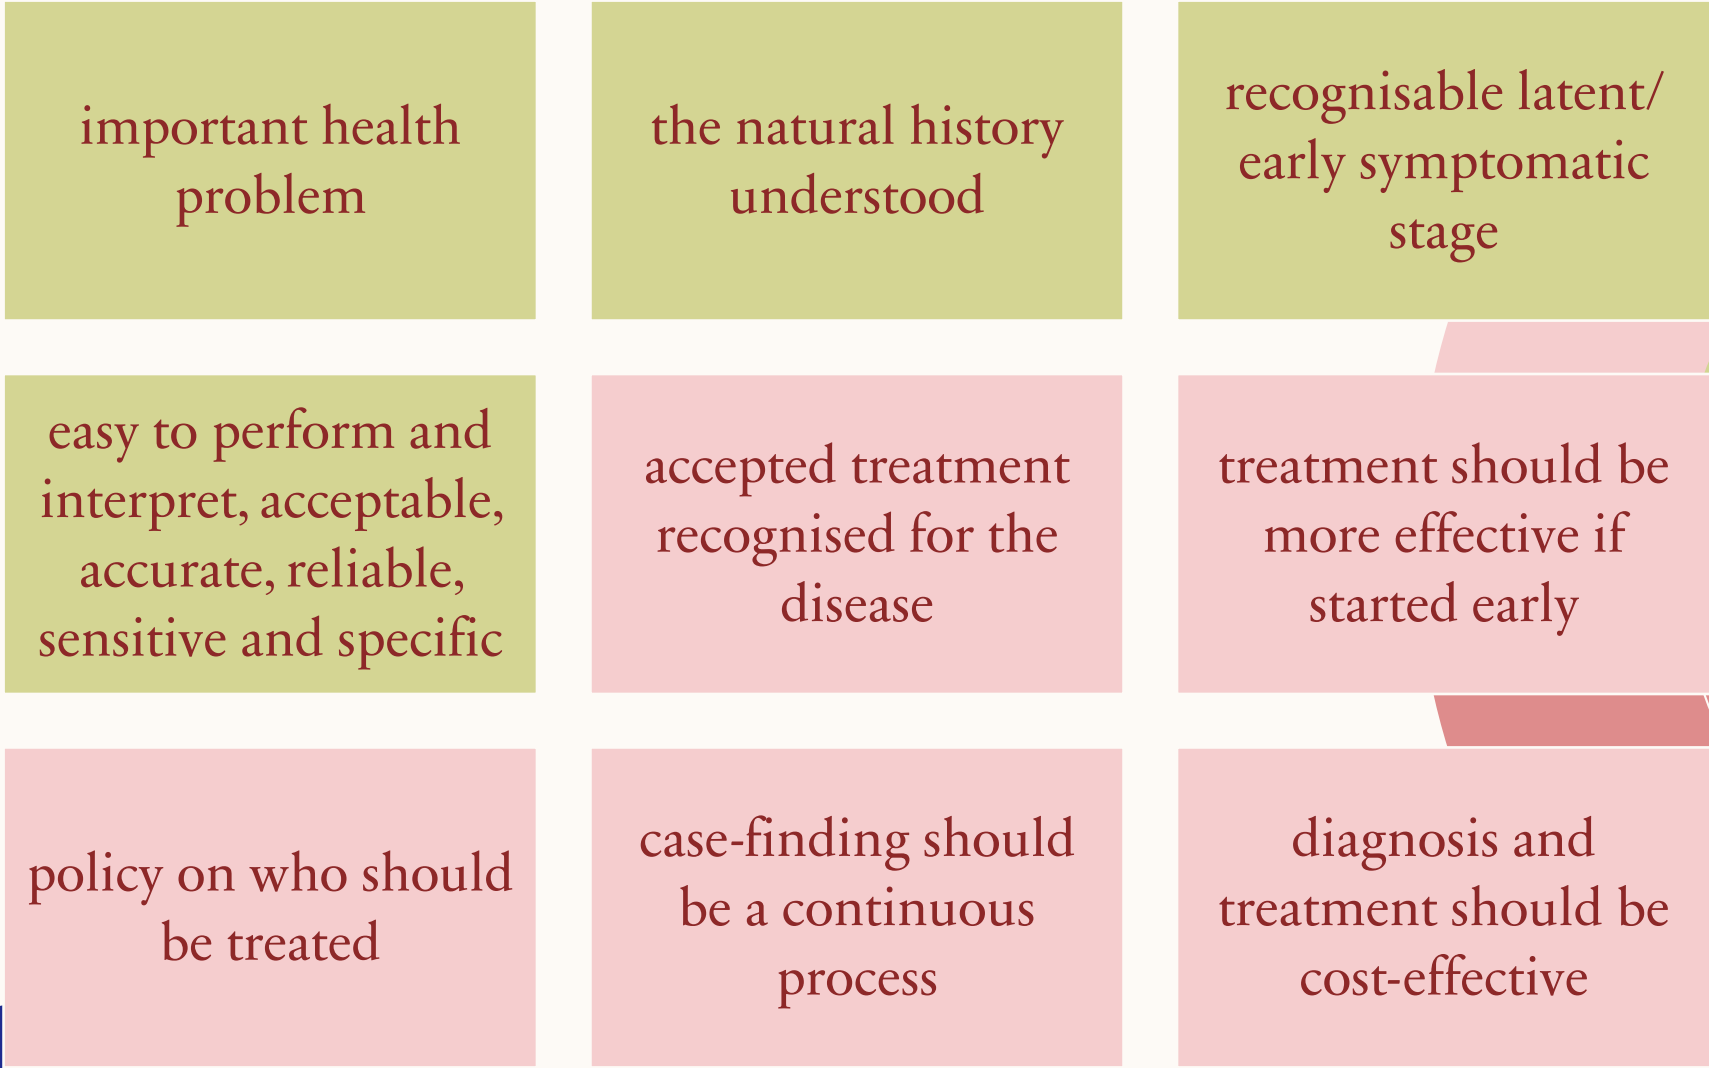 important health
problem
the natural history
understood
recognisable latent/
early symptomatic
stage
easy to perform and
interpret, acceptable,
accurate, reliable,
sensitive and specific
accepted treatment
recognised for the
disease
treatment should be
more effective if
started early
policy on who should
be treated
case-finding should
be a continuous
process
diagnosis and
treatment should be
cost-effective